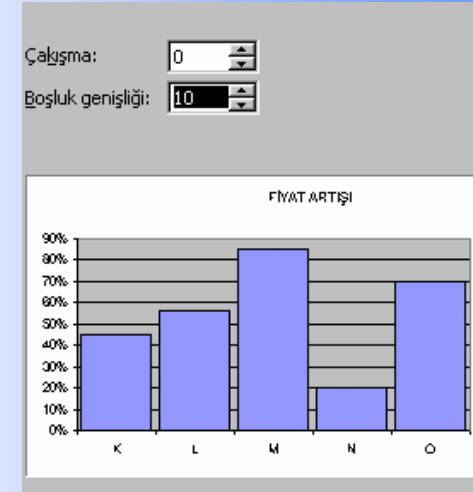 Çakışma: 0
Boşluk genişliği: 10
FİYAT ARTIŞI
90%
80%
70%
60%
50%
40%
30%
20%
10%
0%
K L M N O